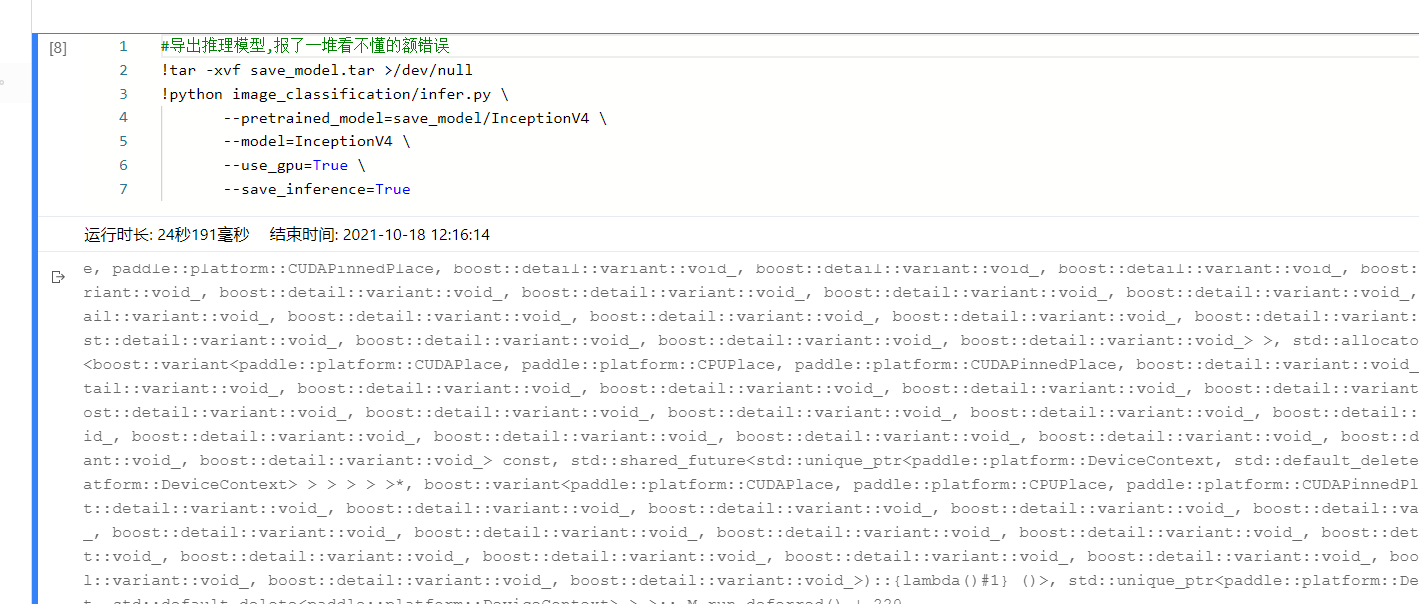 [8]
1 #导出推理模型,报了一堆看不懂的额错误
2 !tar -xvf save_model.tar >/dev/null
3 !python image_classification/infer.py \
4 --pretrained_model=save_model/InceptionV4 \
5 --model=InceptionV4 \
6 --use_gpu=True \
7 --save_inference=True
运行时长: 24秒191毫秒 结束时间: 2021-10-18 12:16:14
e, paddle::platform::CUDAPinnedPlace, boost::detail::variant::void_, boost::detail::variant::void_, boost::detail::variant::void_, boost:
riant::void_, boost::detail::variant::void_, boost::detail::variant::void_, boost::detail::variant::void_, boost::detail::variant::void_,
ail::variant::void_, boost::detail::variant::void_, boost::detail::variant::void_, boost::detail::variant::void_, boost::detail::variant:
st::detail::variant::void_, boost::detail::variant::void_, boost::detail::variant::void_, boost::detail::variant::void_> >, std::allocato
<boost::variant<paddle::platform::CUDAPlace, paddle::platform::CPUPlace, paddle::platform::CUDAPinnedPlace, boost::detail::variant::void_
tail::variant::void_, boost::detail::variant::void_, boost::detail::variant::void_, boost::detail::variant::void_, boost::detail::variant
ost::detail::variant::void_, boost::detail::variant::void_, boost::detail::variant::void_, boost::detail::variant::void_, boost::detail::
id_, boost::detail::variant::void_, boost::detail::variant::void_, boost::detail::variant::void_, boost::detail::variant::void_, boost::d
ant::void_, boost::detail::variant::void_> const, std::shared_future<std::unique_ptr<paddle::platform::DeviceContext, std::default_delete
atform::DeviceContext> > > > > >*, boost::variant<paddle::platform::CUDAPlace, paddle::platform::CPUPlace, paddle::platform::CUDAPinnedPl
t::detail::variant::void_, boost::detail::variant::void_, boost::detail::variant::void_, boost::detail::variant::void_, boost::detail::va
_, boost::detail::variant::void_, boost::detail::variant::void_, boost::detail::variant::void_, boost::detail::variant::void_, boost::det
t::void_, boost::detail::variant::void_, boost::detail::variant::void_, boost::detail::variant::void_, boost::detail::variant::void_, boo
l::variant::void_, boost::detail::variant::void_, boost::detail::variant::void_>)::{lambda()#1} ()>, std::unique_ptr<paddle::platform::De
t, std::default_delete<paddle::platform::DeviceContext> > >::_M_run_deferred() + 220